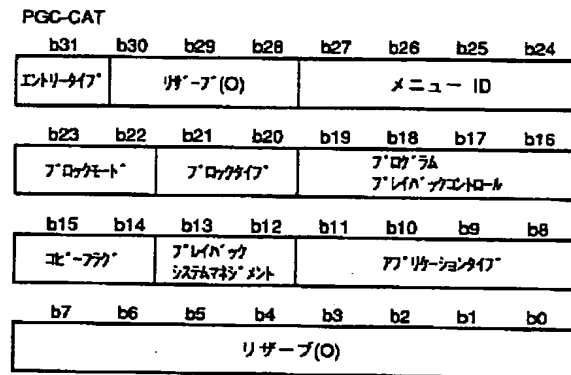 PGC-CAT
b31 b30 b29 b28 b27 b26 b25 b24
エントリータイプ リザーブ(O) メニュー ID
b23 b22 b21 b20 b19 b18 b17 b16
ブロックモード ブロックタイプ プログラム
プレイバックコントロール
b15 b14 b13 b12 b11 b10 b9 b8
コピーフラグ プレイバック
システムマネジメント アプリケーションタイプ
b7 b6 b5 b4 b3 b2 b1 b0
リザーブ(O)